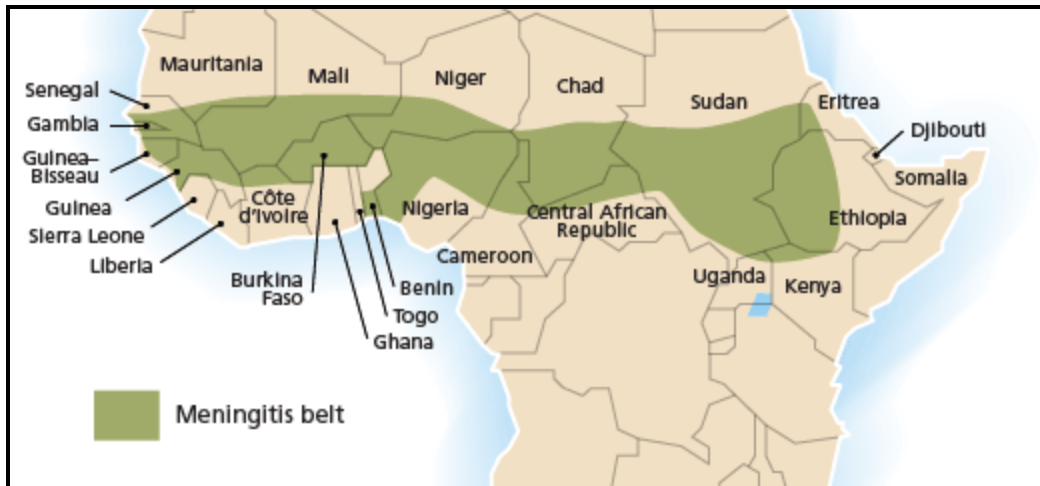 Mauritania
Mali
Niger
Chad
Sudan
Eritrea
Djibouti
Senegal
Gambia
Guinea–
Bissau
Guinea
Sierra Leone
Liberia
Côte
d'Ivoire
Burkina
Faso
Ghana
Togo
Benin
Nigeria
Cameroon
Central African
Republic
Uganda
Kenya
Ethiopia
Somalia
Meningitis belt